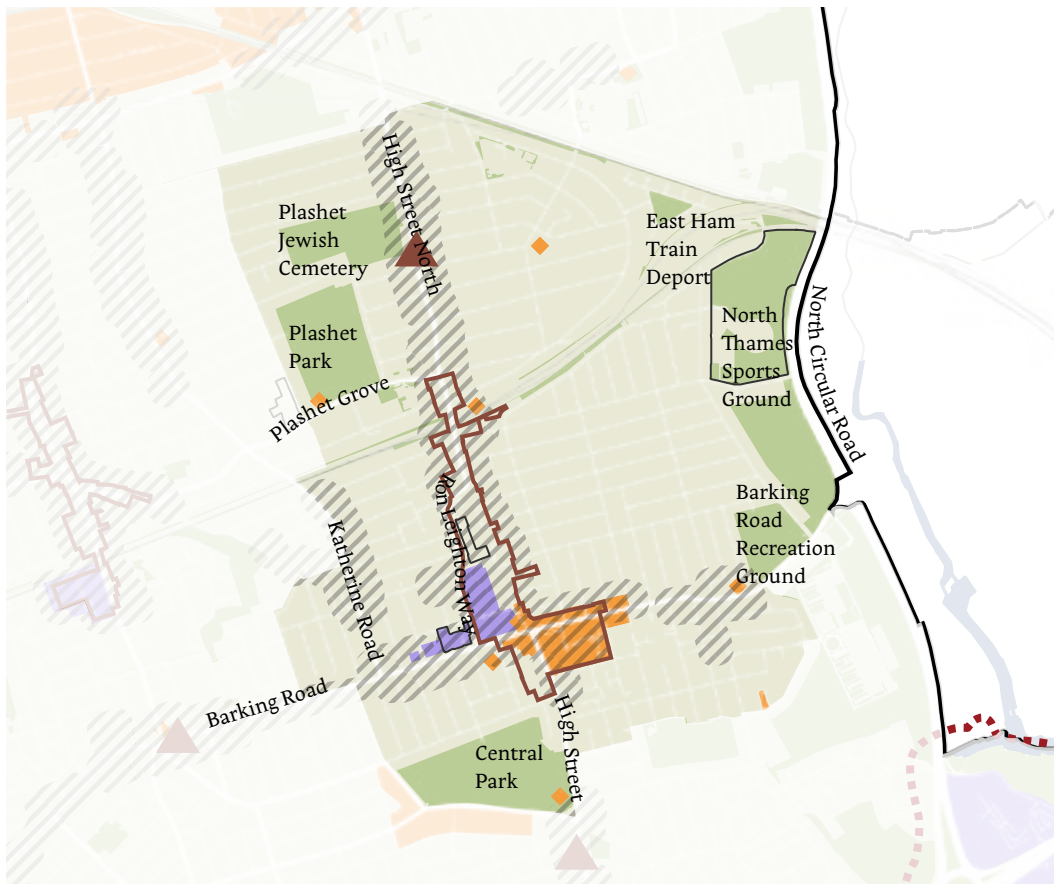 High Street North
Plashet
Jewish
Cemetery
East Ham
Train
Deport
North
Thames
Sports
Ground
North Circular Road
Plashet
Park
Plashet Grove
Ron Leighton Way
Katherine Road
Barking
Road
Recreation
Ground
Barking Road
High Street
Central
Park